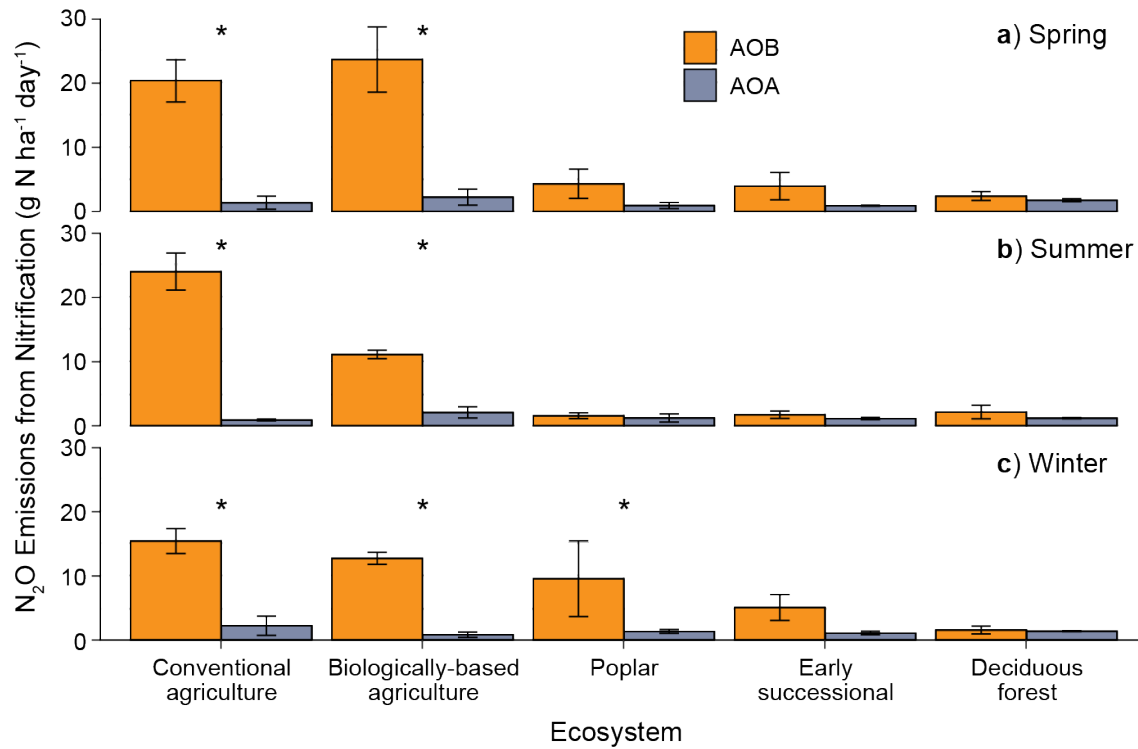 N₂O Emissions from Nitrification (g N ha⁻¹ day⁻¹)
30
20
10
0
* *
AOB
AOA
a) Spring
30
20
10
0
* *
b) Summer
30
20
10
0
* * *
c) Winter
Conventional
agriculture
Biologically-based
agriculture
Poplar
Early
successional
Deciduous
forest
Ecosystem